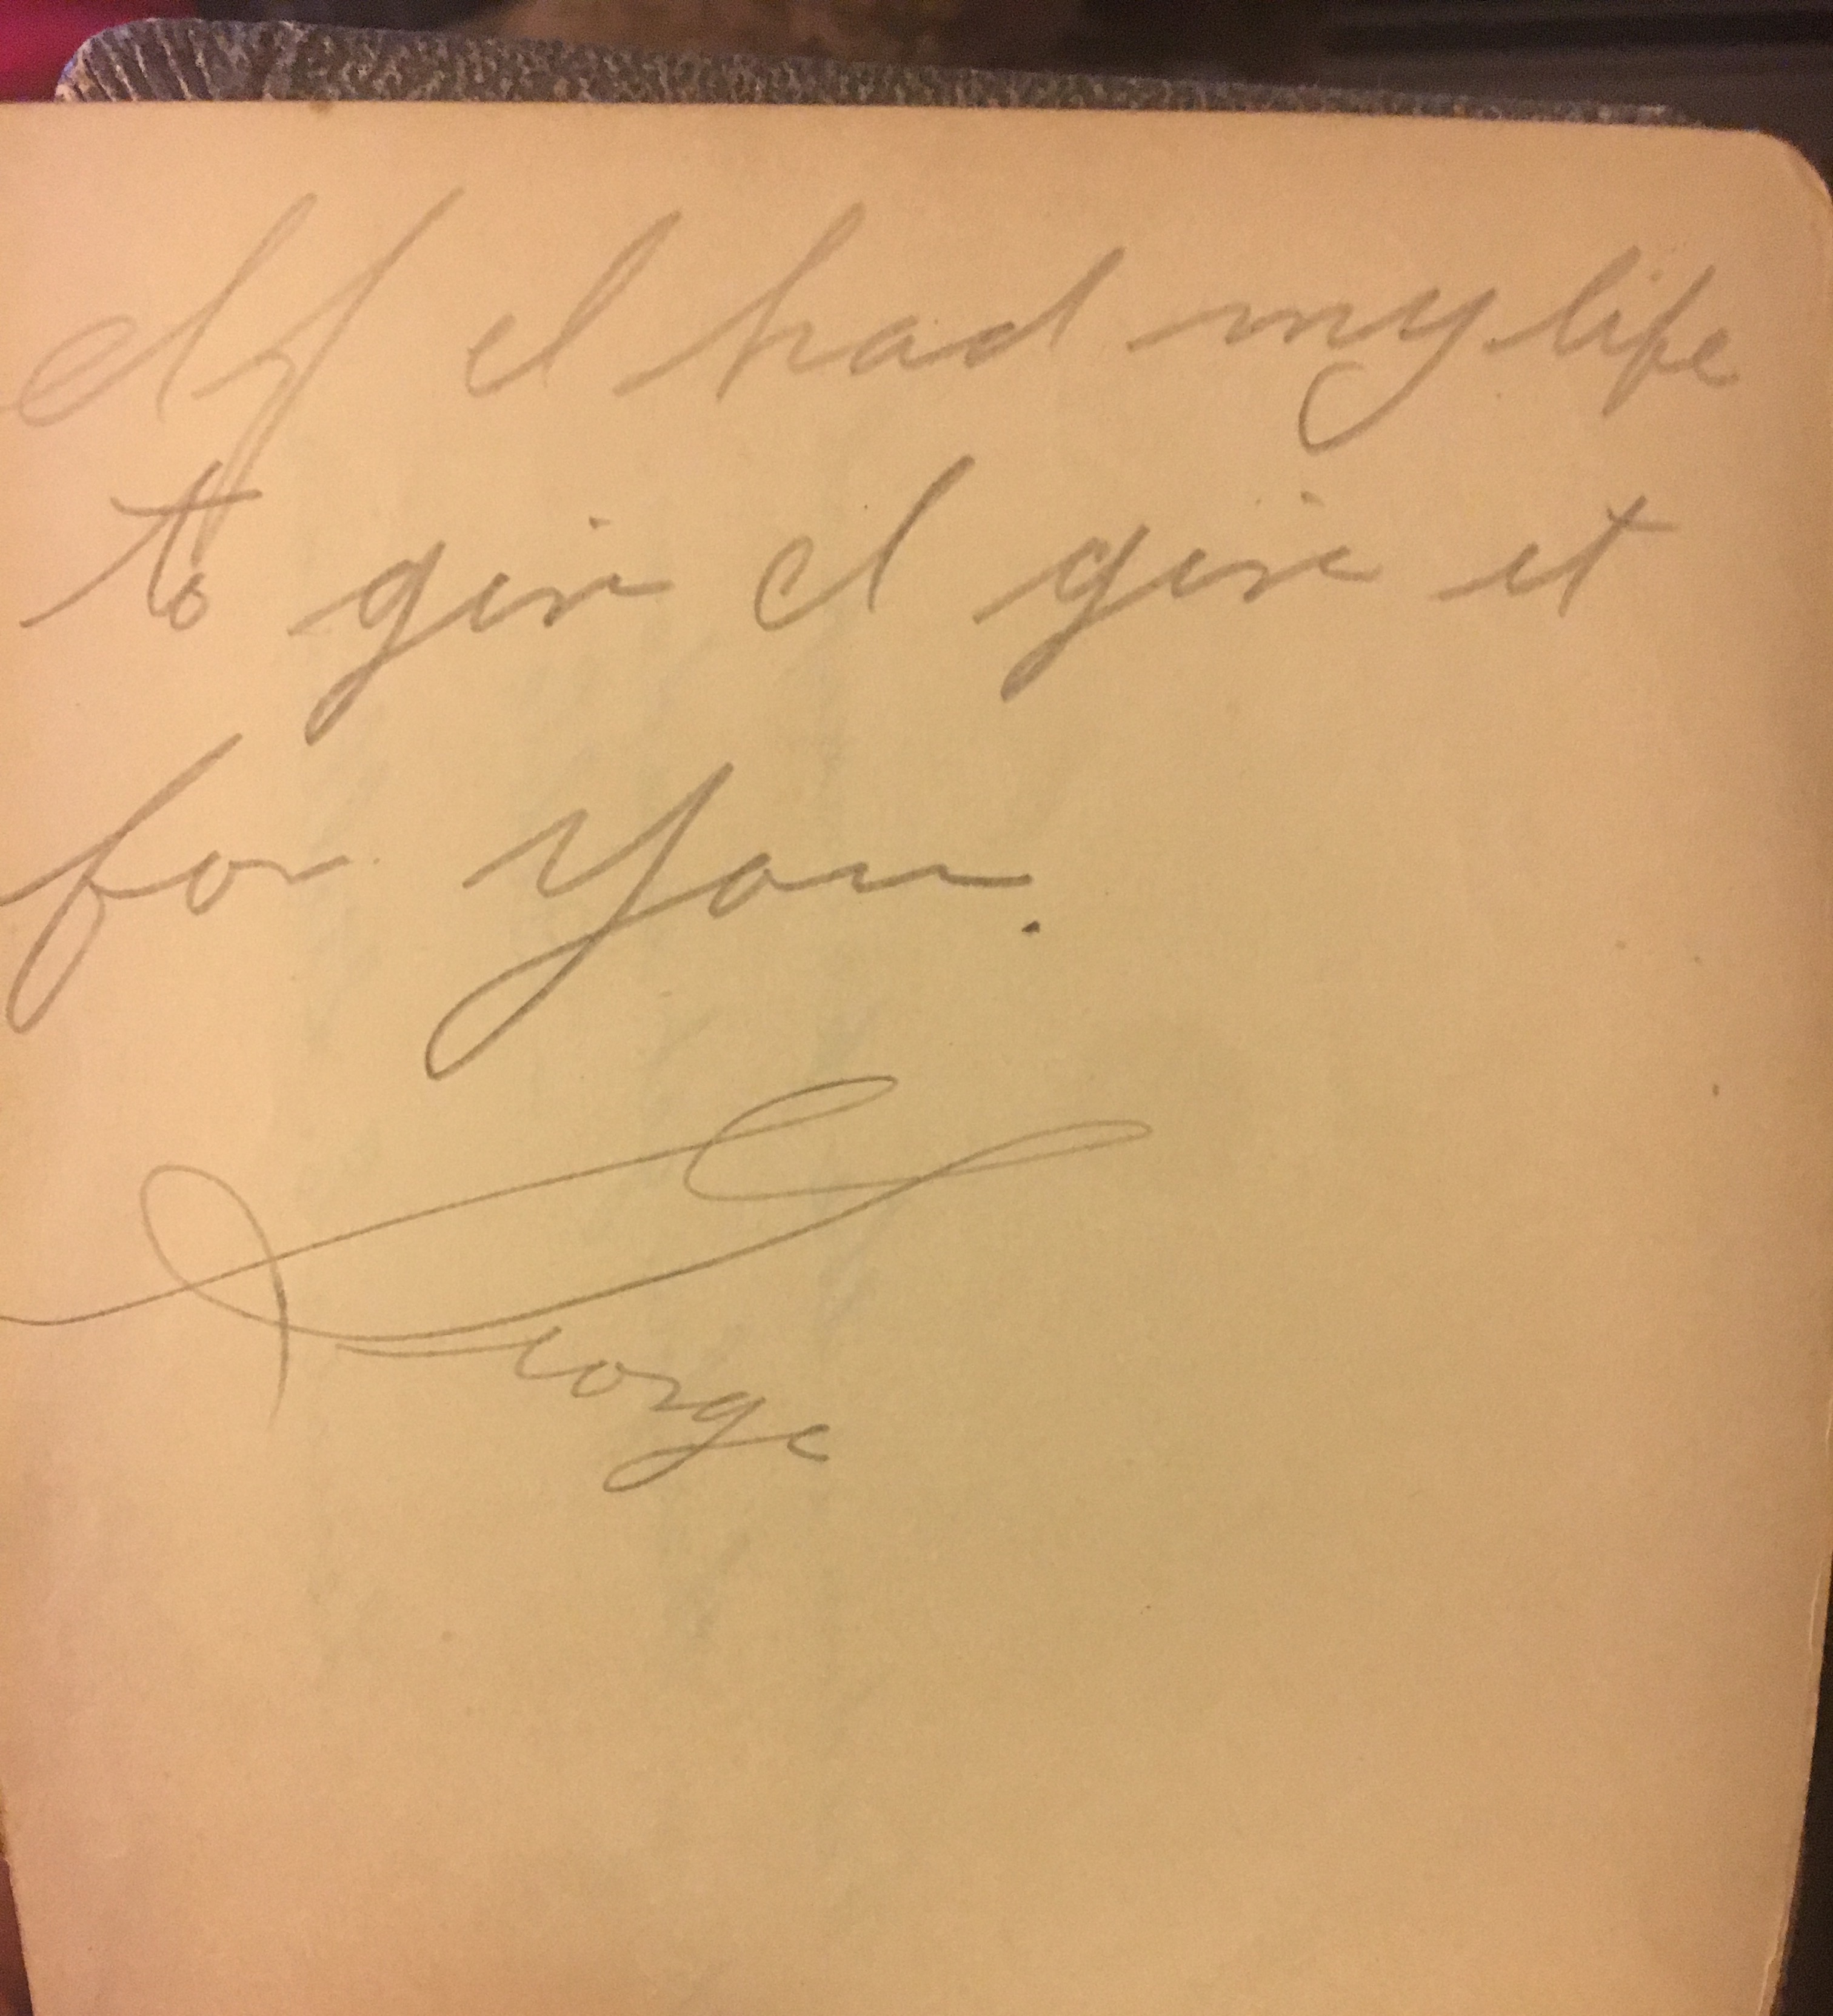 If I had my life
to give I give it
for you.
George